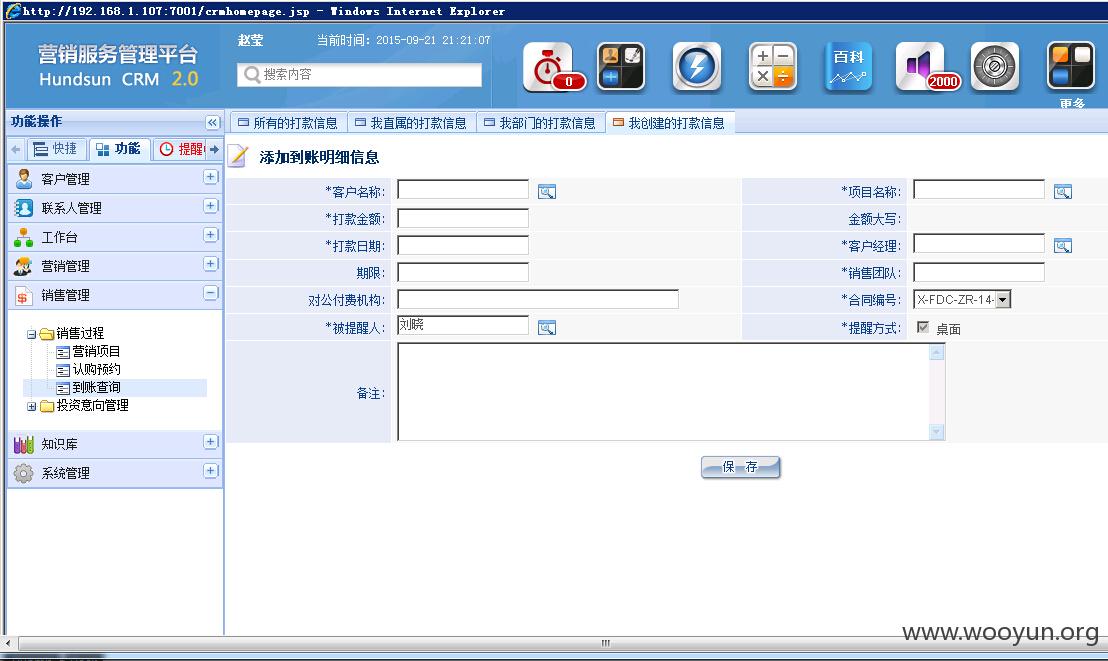 http://192.168.1.107:7001/crmhomepage.jsp - Windows Internet Explorer
营销服务管理平台
Hundsun CRM 2.0
赵莹
当前时间：2015-09-21 21:21:07
搜索内容
0
百科
2000
更多
功能操作
快捷
功能
提醒
所有的打款信息
我直属的打款信息
我部门的打款信息
我创建的打款信息
客户管理
联系人管理
工作台
营销管理
销售管理
销售过程
营销项目
认购预约
到账查询
投资意向管理
知识库
系统管理
添加到账明细信息
*客户名称:
*项目名称:
*打款金额:
金额大写:
*打款日期:
*客户经理:
期限:
*销售团队:
对公付费机构:
*合同编号: X-FDC-ZR-14-
*被提醒人: 刘晓
*提醒方式: 桌面
备注:
保 存
www.wooyun.org